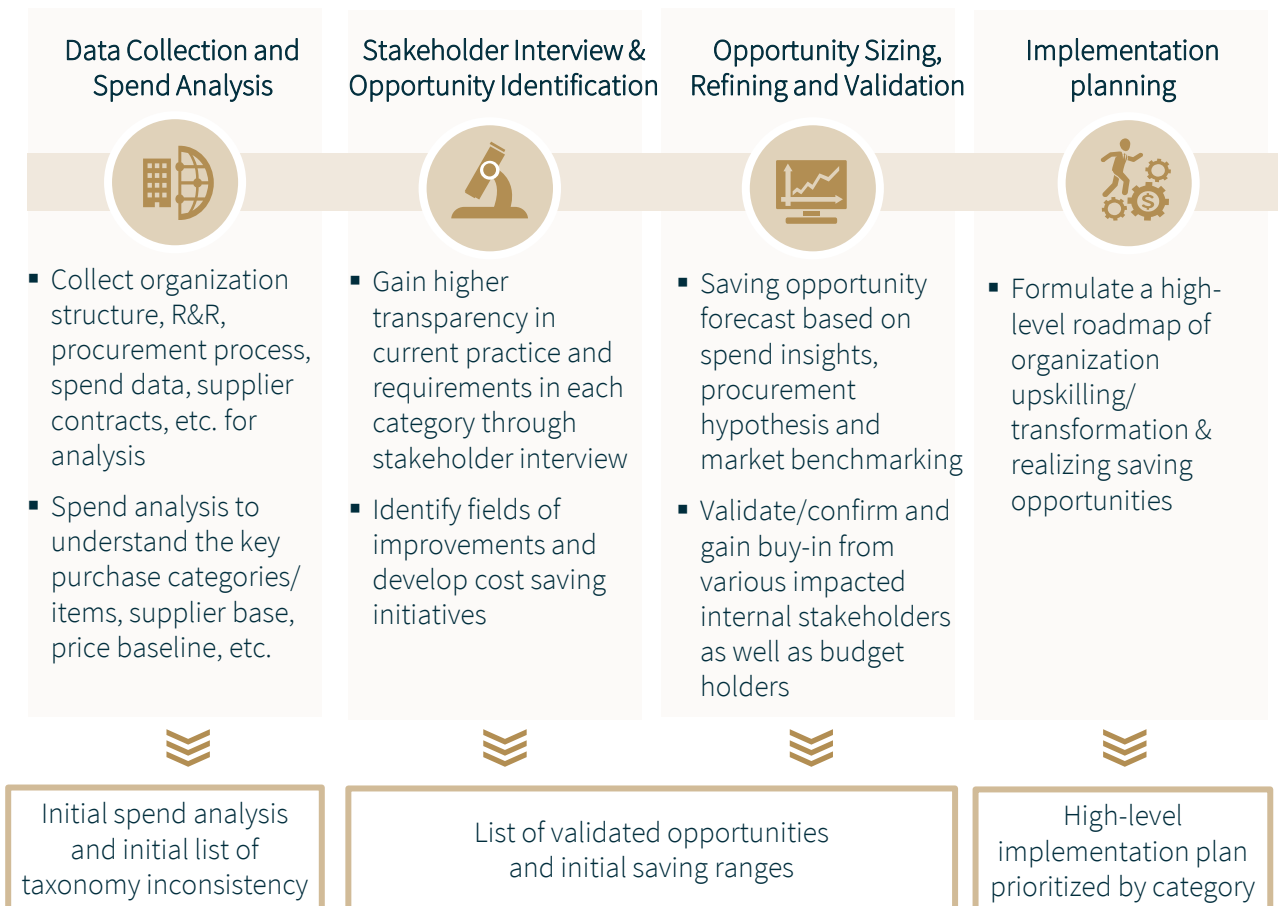 Data Collection and
Spend Analysis
Collect organization
structure, R&R,
procurement process,
spend data, supplier
contracts, etc. for
analysis
Spend analysis to
understand the key
purchase categories/
items, supplier base,
price baseline, etc.
Initial spend analysis
and initial list of
taxonomy inconsistency
Stakeholder Interview &
Opportunity Identification
Gain higher
transparency in
current practice and
requirements in each
category through
stakeholder interview
Identify fields of
improvements and
develop cost saving
initiatives
Opportunity Sizing,
Refining and Validation
$
Saving opportunity
forecast based on
spend insights,
procurement
hypothesis and
market benchmarking
Validate/confirm and
gain buy-in from
various impacted
internal stakeholders
as well as budget
holders
List of validated opportunities
and initial saving ranges
Implementation
planning
Formulate a high-
level roadmap of
organization
upskilling/
transformation &
realizing saving
opportunities
High-level
implementation plan
prioritized by category